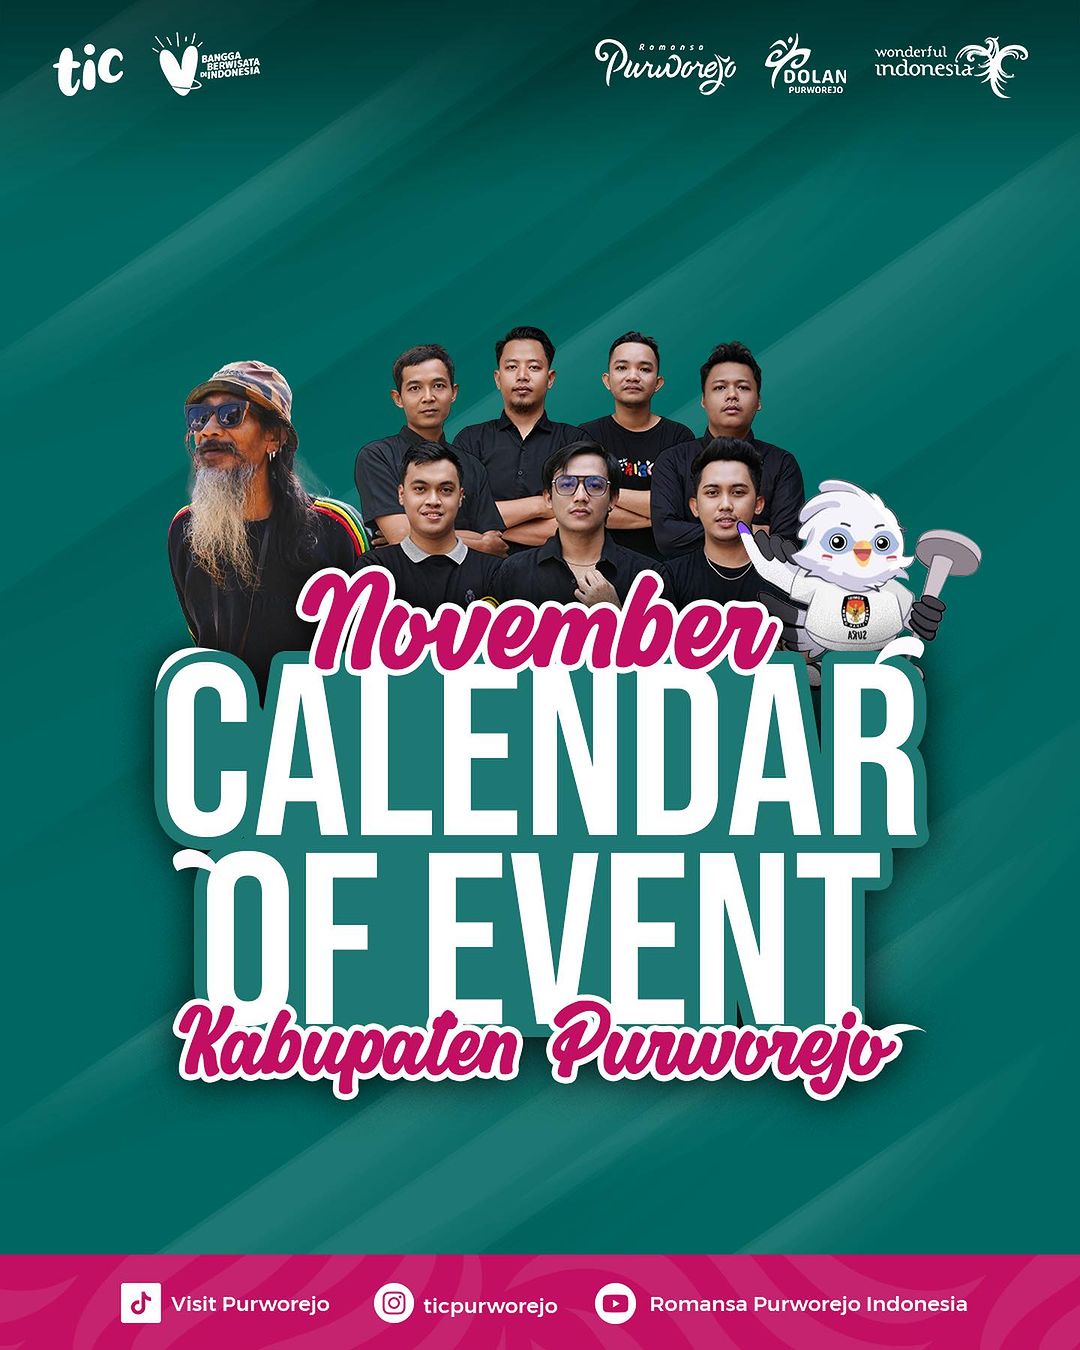 tic
BANGGA
BERWISATA
DI INDONESIA
Romansa
Purworejo
DOLAN
PURWOREJO
wonderful
indonesia
November
CALENDAR
OF EVENT
Kabupaten Purworejo
Visit Purworejo
ticpurworejo
Romansa Purworejo Indonesia